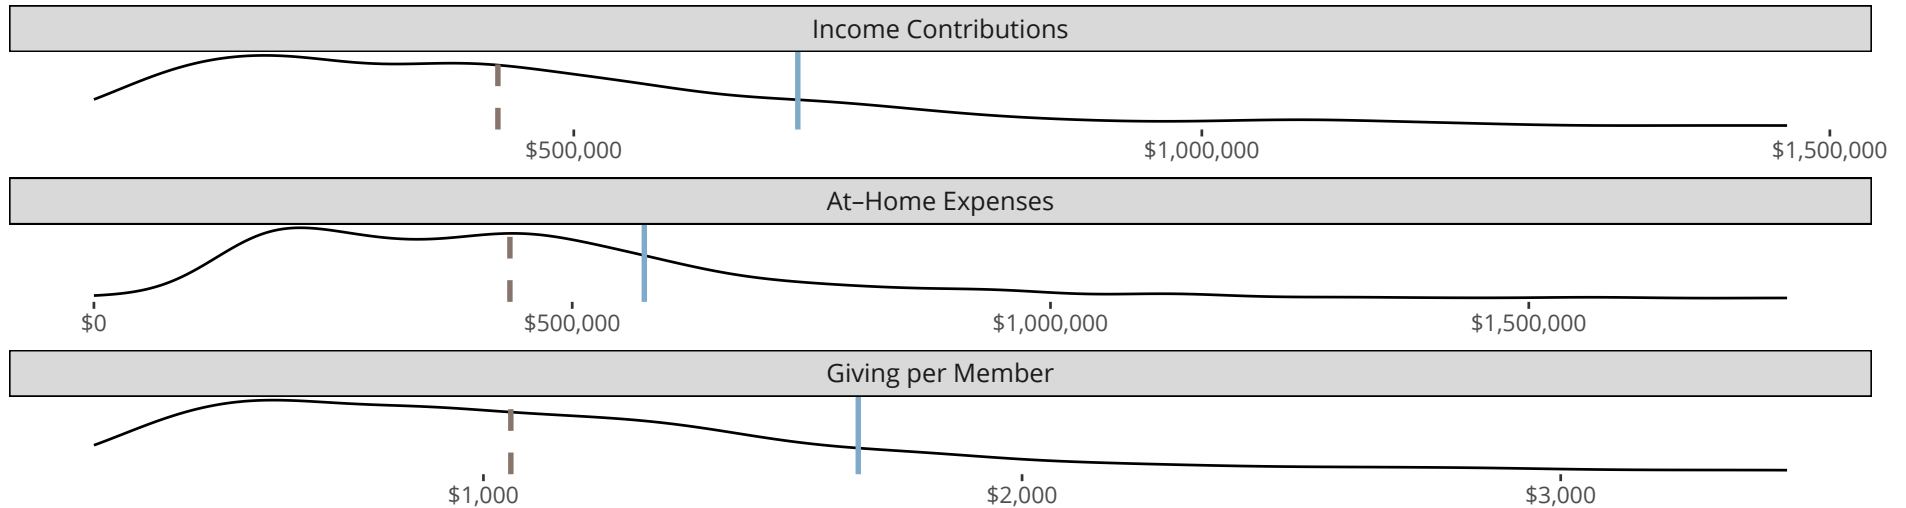 Income Contributions
$500,000 $1,000,000 $1,500,000
At–Home Expenses
$0 $500,000 $1,000,000 $1,500,000
Giving per Member
$1,000 $2,000 $3,000